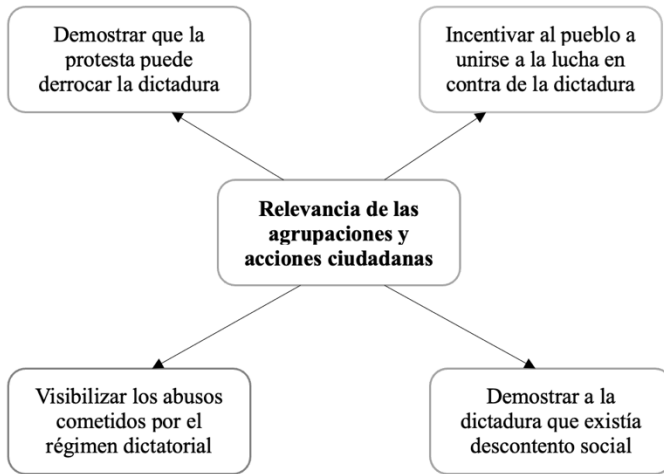 Demostrar que la
protesta puede
derrocar la dictadura
Incentivar al pueblo a
unirse a la lucha en
contra de la dictadura
Relevancia de las
agrupaciones y
acciones ciudadanas
Visibilizar los abusos
cometidos por el
régimen dictatorial
Demostrar a la
dictadura que existía
descontento social